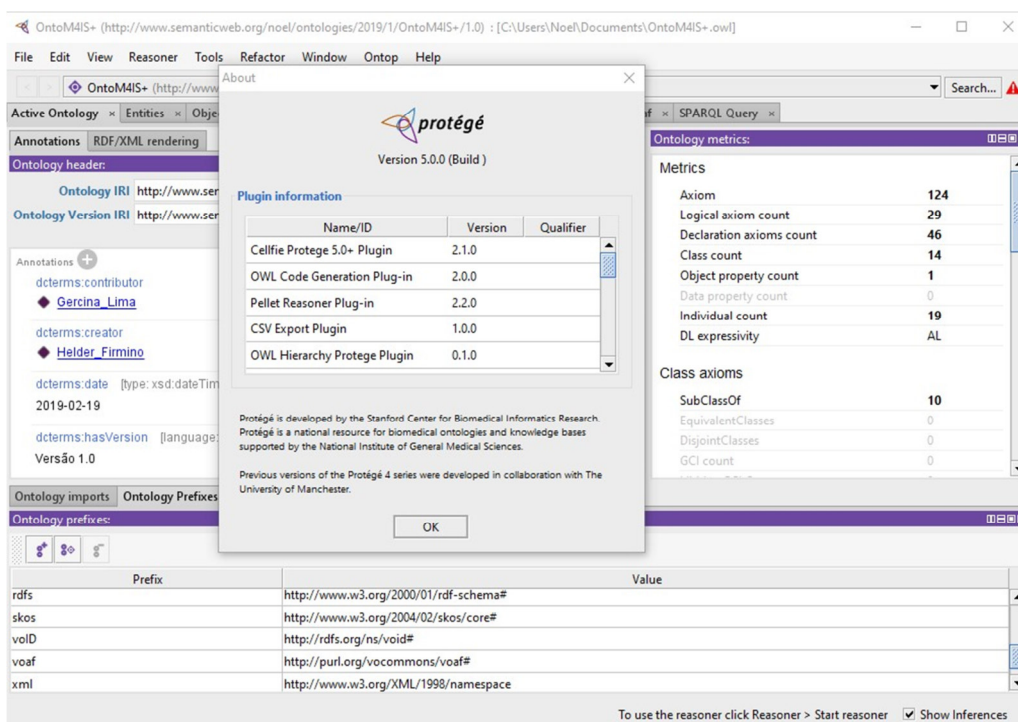 OntoM4IS+ (http://www.semanticweb.org/noel/ontologies/2019/1/OntoM4IS+/1.0) : [C:\Users\Noel\Documents\OntoM4IS+.owl]
File Edit View Reasoner Tools Refactor Window Ontop Help
OntoM4IS+ (http://www
Search...
Active Ontology × Entities × Obje
af × SPARQL Query ×
About
protégé
Version 5.0.0 (Build )
Plugin information
Name/ID Version Qualifier
Cellfie Protege 5.0+ Plugin 2.1.0
OWL Code Generation Plug-in 2.0.0
Pellet Reasoner Plug-in 2.2.0
CSV Export Plugin 1.0.0
OWL Hierarchy Protege Plugin 0.1.0
Protégé is developed by the Stanford Center for Biomedical Informatics Research.
Protégé is a national resource for biomedical ontologies and knowledge bases
supported by the National Institute of General Medical Sciences.
Previous versions of the Protégé 4 series were developed in collaboration with The
University of Manchester.
OK
Annotations RDF/XML rendering
Ontology header:
Ontology IRI http://www.ser
Ontology Version IRI http://www.ser
Annotations
dcterms:contributor
Gercina_Lima
dcterms:creator
Helder_Firmino
dcterms:date [type: xsd:dateTim
2019-02-19
dcterms:hasVersion [language:
Versão 1.0
Ontology metrics:
Metrics
Axiom 124
Logical axiom count 29
Declaration axioms count 46
Class count 14
Object property count 1
Data property count 0
Individual count 19
DL expressivity AL
Class axioms
SubClassOf 10
EquivalentClasses 0
DisjointClasses 0
GCI count 0
Ontology imports Ontology Prefixes
Ontology prefixes:
Prefix Value
rdfs http://www.w3.org/2000/01/rdf-schema#
skos http://www.w3.org/2004/02/skos/core#
voID http://rdfs.org/ns/void#
voaf http://purl.org/vocommons/voaf#
xml http://www.w3.org/XML/1998/namespace
To use the reasoner click Reasoner > Start reasoner Show Inferences